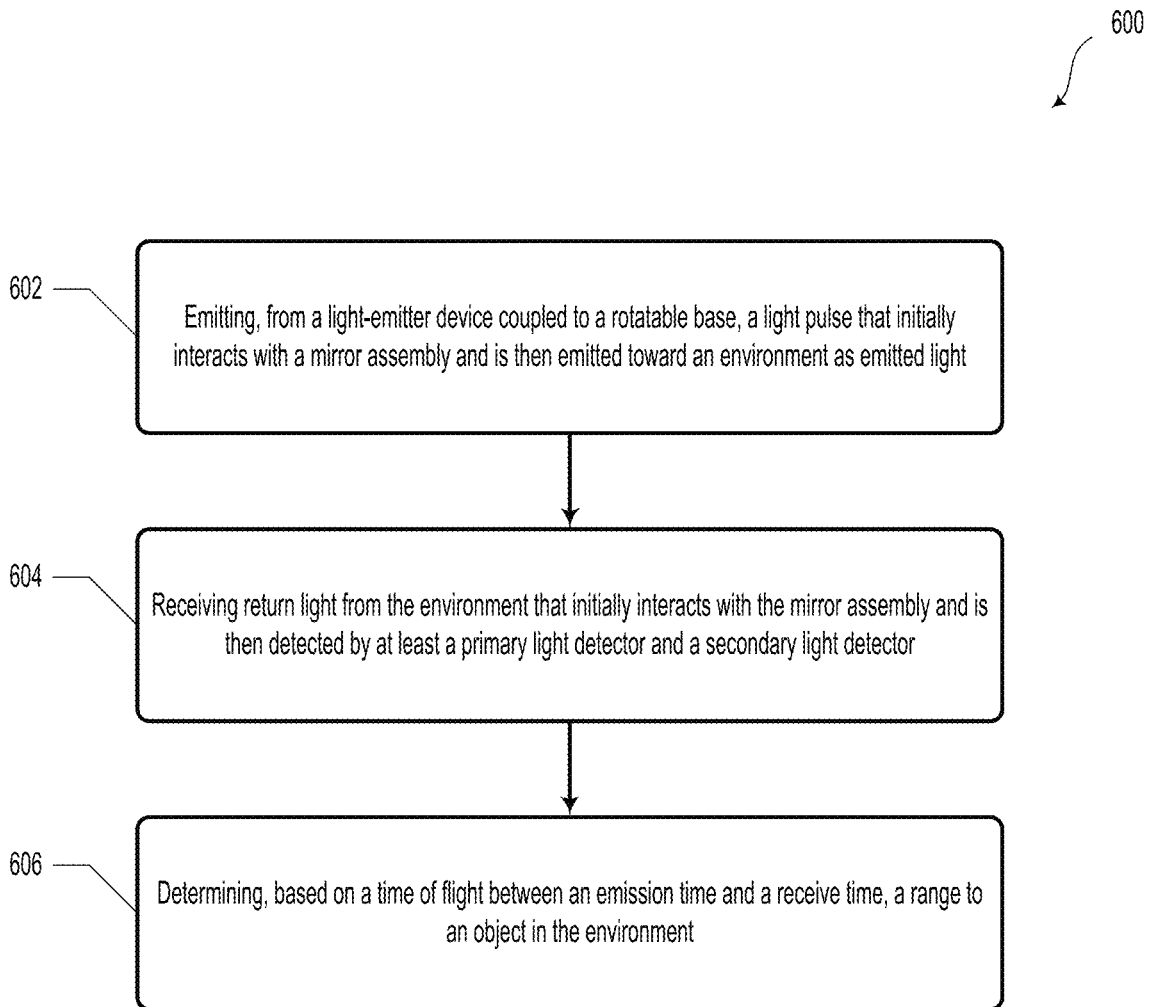 600
602
Emitting, from a light-emitter device coupled to a rotatable base, a light pulse that initially
interacts with a mirror assembly and is then emitted toward an environment as emitted light
604
Receiving return light from the environment that initially interacts with the mirror assembly and is
then detected by at least a primary light detector and a secondary light detector
606
Determining, based on a time of flight between an emission time and a receive time, a range to
an object in the environment